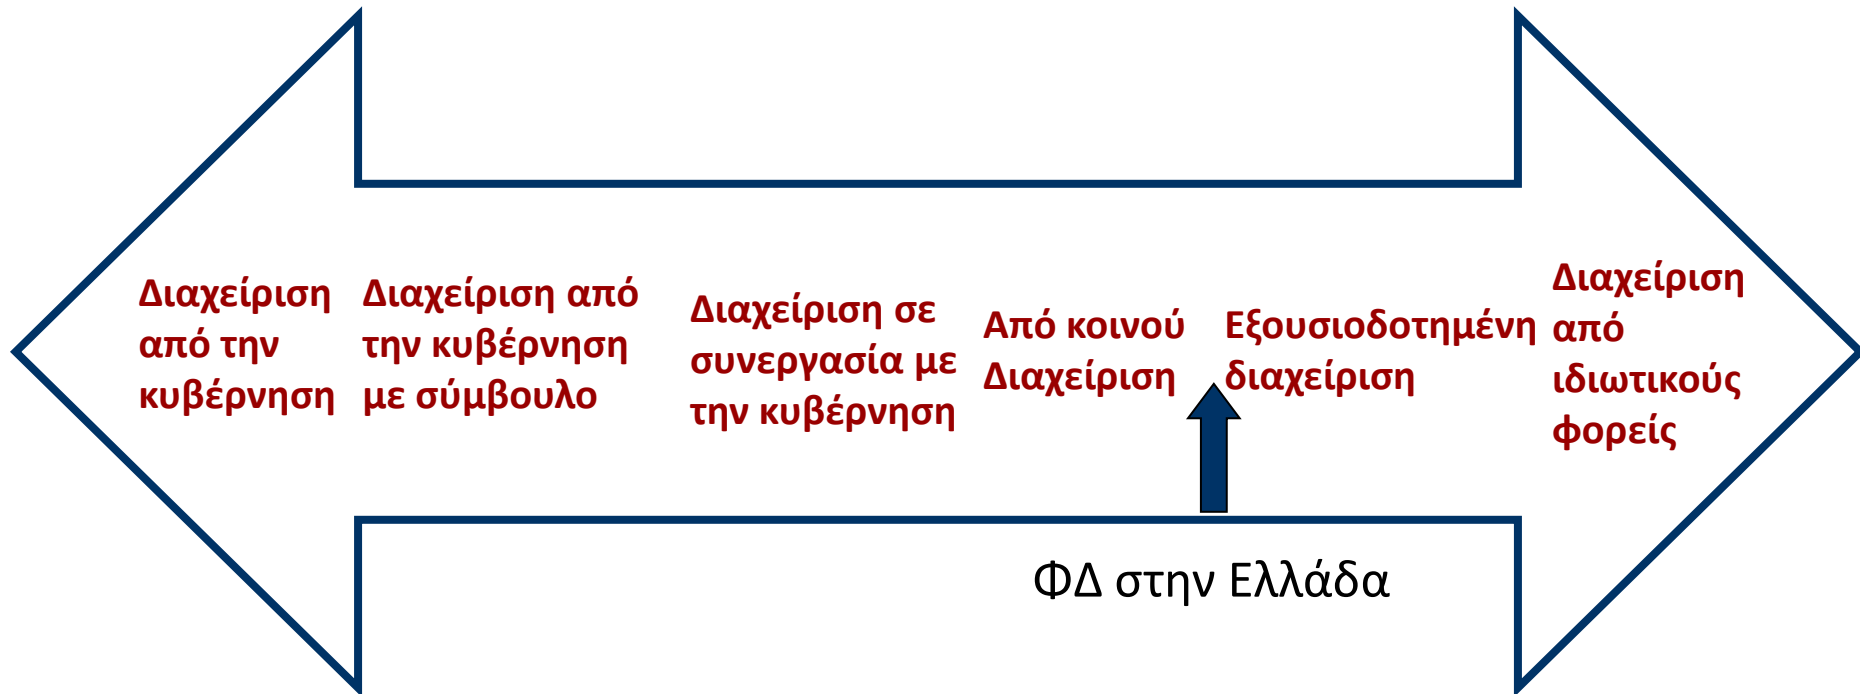 Διαχείριση
από την
κυβέρνηση
Διαχείριση από
την κυβέρνηση
με σύμβουλο
Διαχείριση σε
συνεργασία με
την κυβέρνηση
Από κοινού
Διαχείριση
Εξουσιοδοτημένη
διαχείριση
Διαχείριση
από
ιδιωτικούς
φορείς
ΦΔ στην Ελλάδα